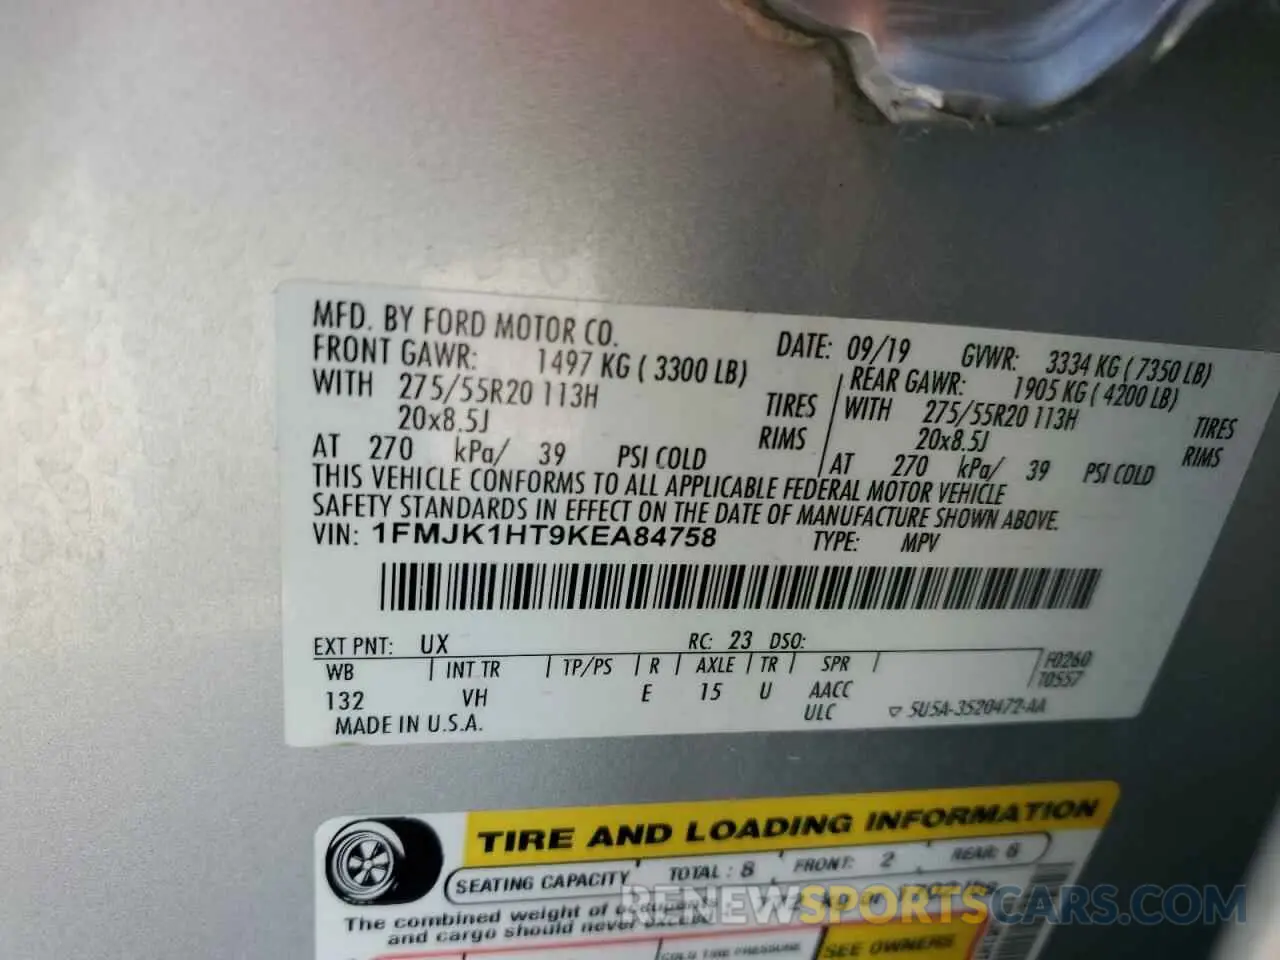 MFD. BY FORD MOTOR CO.
DATE: 09/19 GVWR: 3334 KG ( 7350 LB)
FRONT GAWR: 1497 KG ( 3300 LB)
REAR GAWR: 1905 KG ( 4200 LB)
WITH 275/55R20 113H TIRES
WITH 275/55R20 113H TIRES
20x8.5J RIMS
20x8.5J RIMS
AT 270 kPa/ 39 PSI COLD
AT 270 kPa/ 39 PSI COLD
THIS VEHICLE CONFORMS TO ALL APPLICABLE FEDERAL MOTOR VEHICLE
SAFETY STANDARDS IN EFFECT ON THE DATE OF MANUFACTURE SHOWN ABOVE.
VIN: 1FMJK1HT9KEA84758 TYPE: MPV
EXT PNT: UX RC: 23 DSO:
WB INT TR TP/PS R AXLE TR SPR F0260
132 VH E 15 U AACC T0557
MADE IN U.S.A. ULC 5U5A-3520472-AA
TIRE AND LOADING INFORMATION
SEATING CAPACITY TOTAL : 8 FRONT: 2 REAR: 6
The combined weight of occupants
and cargo should never exceed
COLD TIRE PRESSURE
SEE OWNERS
RENEWSPORTSCARS.COM